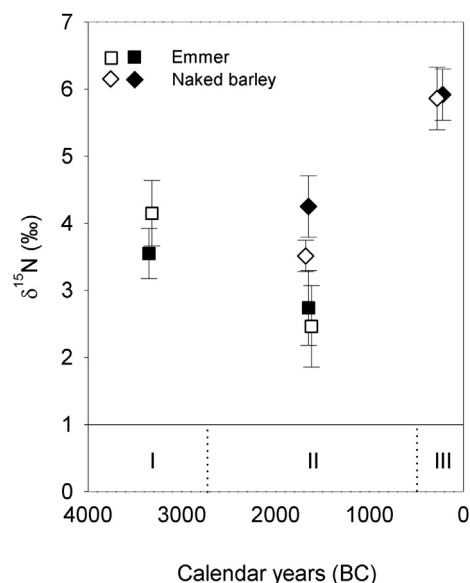 7
Emmer
Naked barley
6
5
4
3
2
1
0
δ¹⁵N (‰)
I II III
4000 3000 2000 1000 0
Calendar years (BC)